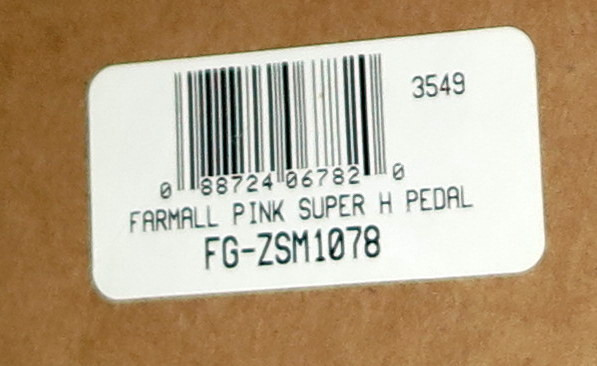 3549
0 88724 06782 0
FARMALL PINK SUPER H PEDAL
FG-ZSM1078